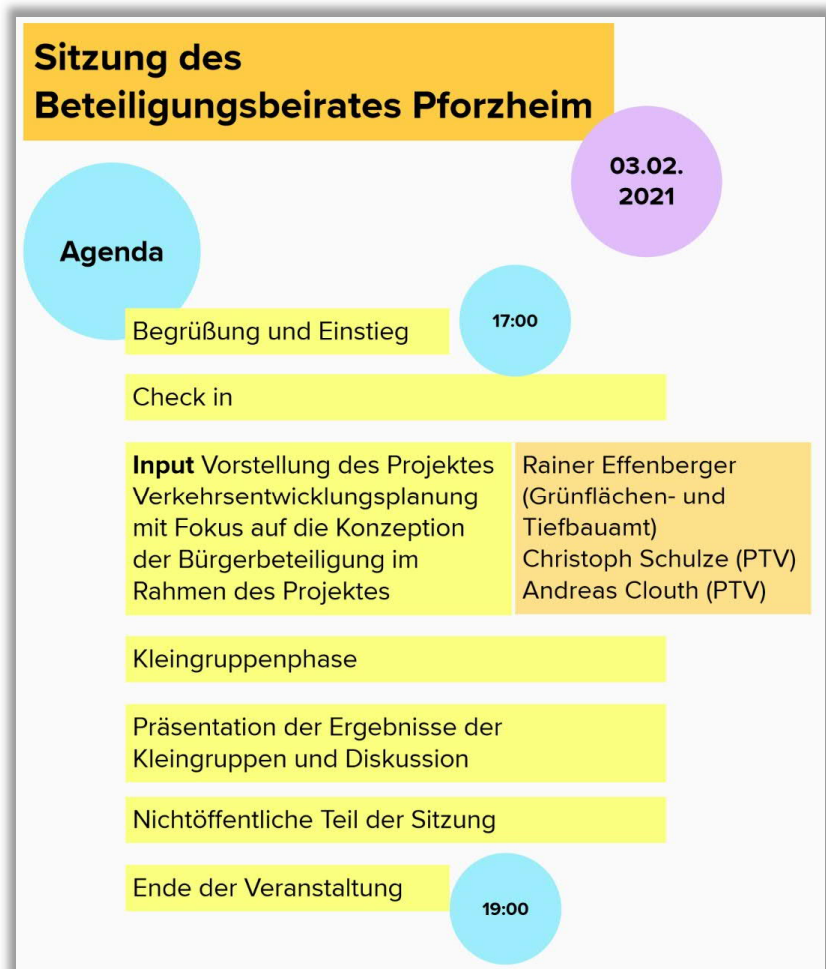 Sitzung des
Beteiligungsbeirates Pforzheim
03.02.
2021
Agenda
Begrüßung und Einstieg
17:00
Check in
Input Vorstellung des Projektes
Verkehrsentwicklungsplanung
mit Fokus auf die Konzeption
der Bürgerbeteiligung im
Rahmen des Projektes
Rainer Effenberger
(Grünflächen- und
Tiefbauamt)
Christoph Schulze (PTV)
Andreas Clouth (PTV)
Kleingruppenphase
Präsentation der Ergebnisse der
Kleingruppen und Diskussion
Nichtöffentliche Teil der Sitzung
Ende der Veranstaltung
19:00